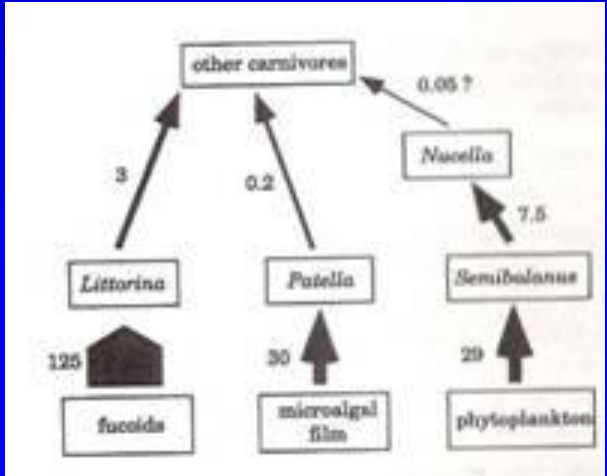 other carnivores
0.05 ?
Nucella
3
0.2
7.5
Littorina
Patella
Semibalanus
125
30
29
fucoids
microalgal
film
phytoplankton